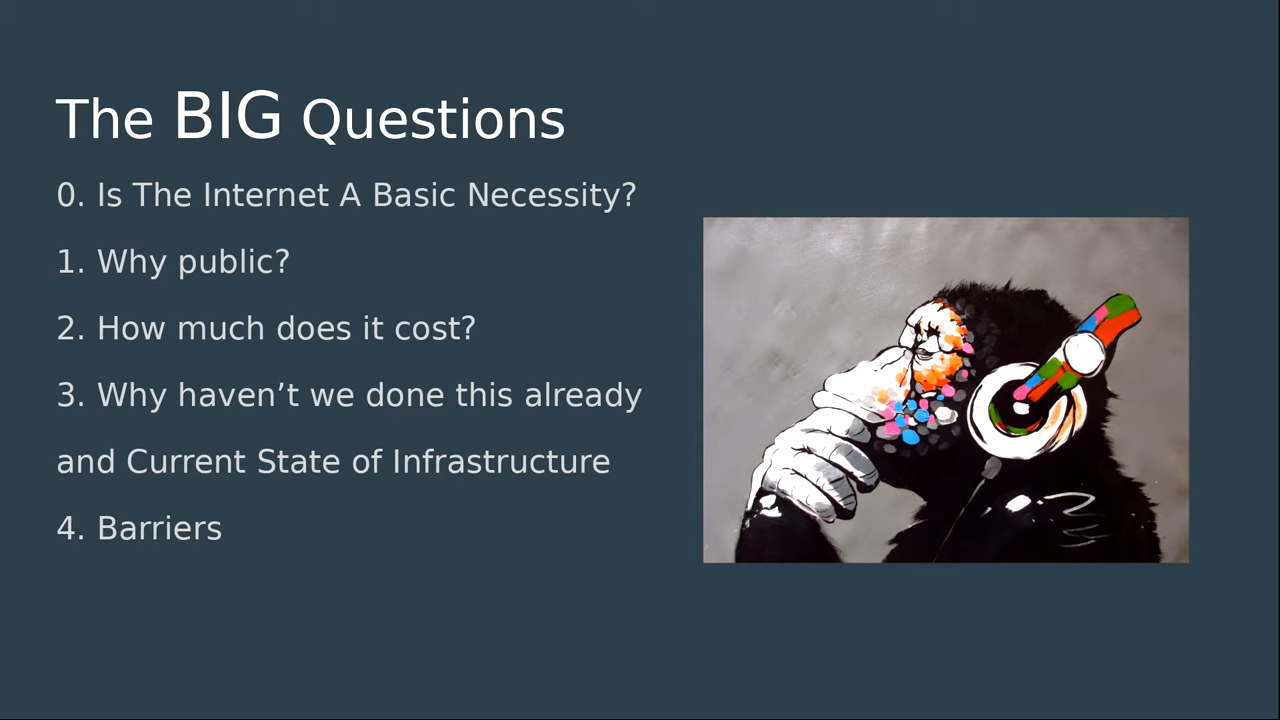 The BIG Questions
0. Is The Internet A Basic Necessity?
1. Why public?
2. How much does it cost?
3. Why haven’t we done this already
and Current State of Infrastructure
4. Barriers